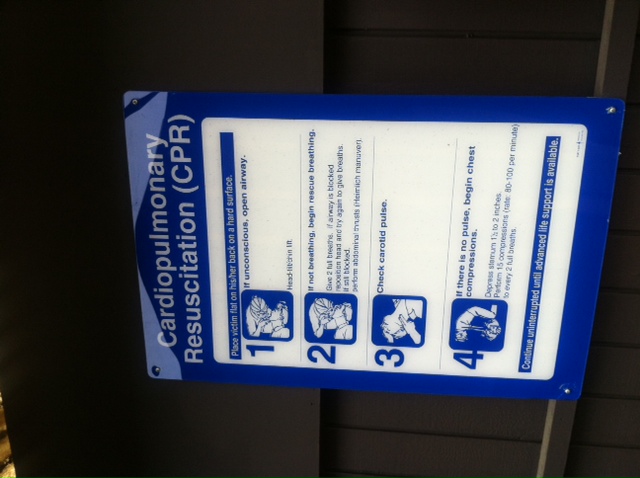 Cardiopulmonary
Resuscitation (CPR)
Place victim flat on his/her back on a hard surface.
1
If unconscious, open airway.
Head-tilt/chin lift.
2
If not breathing, begin rescue breathing.
Give 2 full breaths. If airway is blocked
reposition head and try again to give breaths.
If still blocked,
perform abdominal thrusts (Heimlich manuver).
3
Check carotid pulse.
4
If there is no pulse, begin chest
compressions.
Depress sternum 1½ to 2 inches.
Perform 15 compressions (rate: 80-100 per minute)
to every 2 full breaths.
Continue uninterrupted until advanced life support is available.